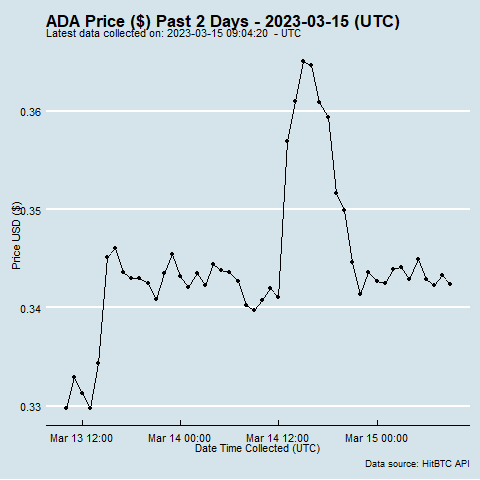 ADA Price ($) Past 2 Days - 2023-03-15 (UTC)
Latest data collected on: 2023-03-15 09:04:20 - UTC
0.36
0.35
0.34
0.33
Price USD ($)
Mar 13 12:00
Mar 14 00:00
Mar 14 12:00
Mar 15 00:00
Date Time Collected (UTC)
Data source: HitBTC API